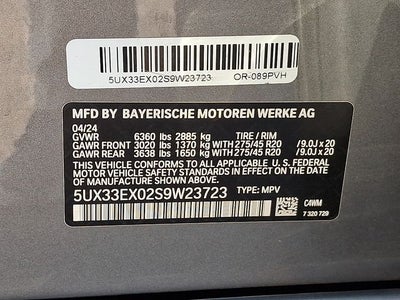 5UX33EX02S9W23723 OR-089PVH
MFD BY BAYERISCHE MOTOREN WERKE AG
04/24
GVWR 6360 lbs 2885 kg TIRE / RIM
GAWR FRONT 3020 lbs 1370 kg WITH 275/45 R20 /9.0J x 20
GAWR REAR 3638 lbs 1650 kg WITH 275/45 R20 /9.0J x 20
THIS VEHICLE CONFORMS TO ALL APPLICABLE U. S. FEDERAL
MOTOR VEHICLE SAFETY STANDARDS IN EFFECT ON THE DATE OF
MANUFACTURE SHOWN ABOVE.
5UX33EX02S9W23723 TYPE: MPV
C4WM
7 320 729